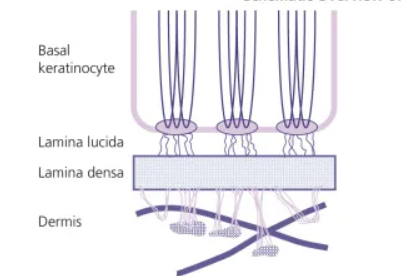 Basal
keratinocyte
Lamina lucida
Lamina densa
Dermis